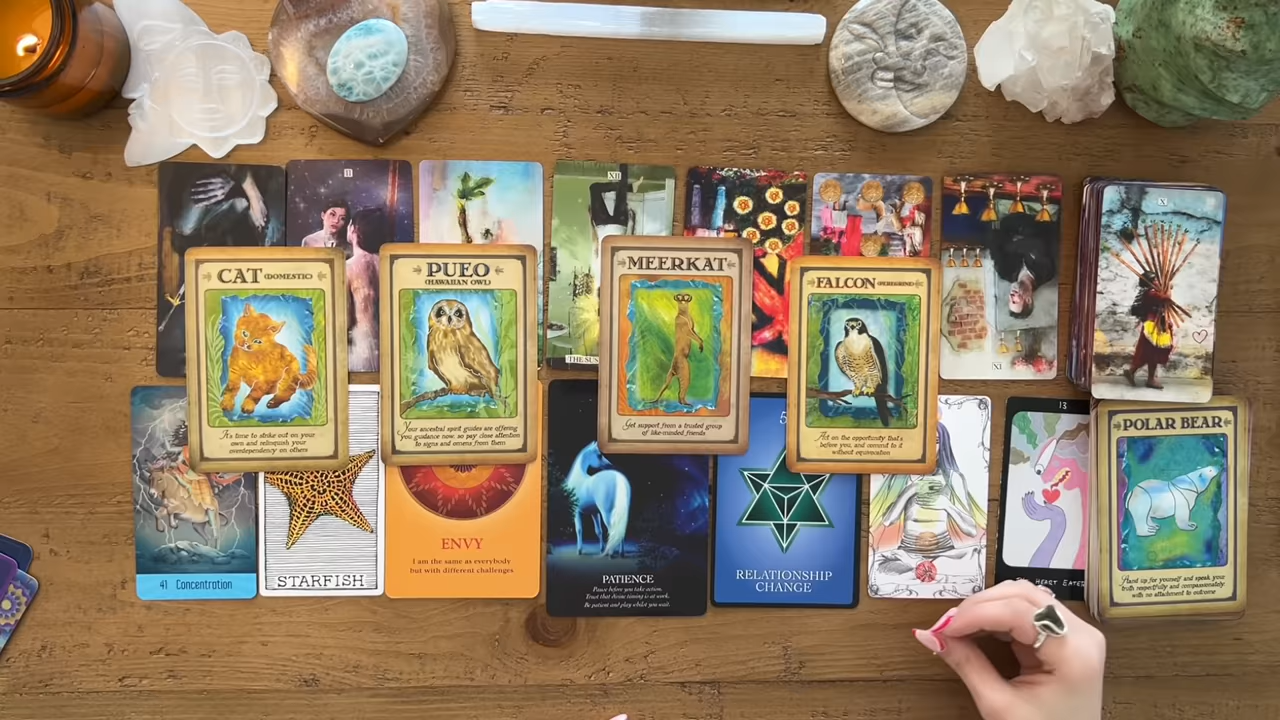 II
XII
X
THE SUN
XI
CAT (DOMESTIC)
It's time to strike out on your
own and relinquish your
overdependency on others
PUEO
(HAWAIIAN OWL)
Your ancestral spirit guides are offering
you guidance now, so pay close attention
to signs and omens from them
MEERKAT
Get support from a trusted group
of like-minded friends
FALCON (PEREGRINE)
Act on the opportunity that's
before you, and commit to it
without equivocation
41 Concentration
STARFISH
ENVY
I am the same as everybody
but with different challenges
PATIENCE
Pause before you take action.
Trust that divine timing is at work.
Be patient and play whilst you wait.
5
RELATIONSHIP
CHANGE
13
THE HEART EATER
POLAR BEAR
Stand up for yourself and speak your
truth respectfully and compassionately
with no attachment to outcome